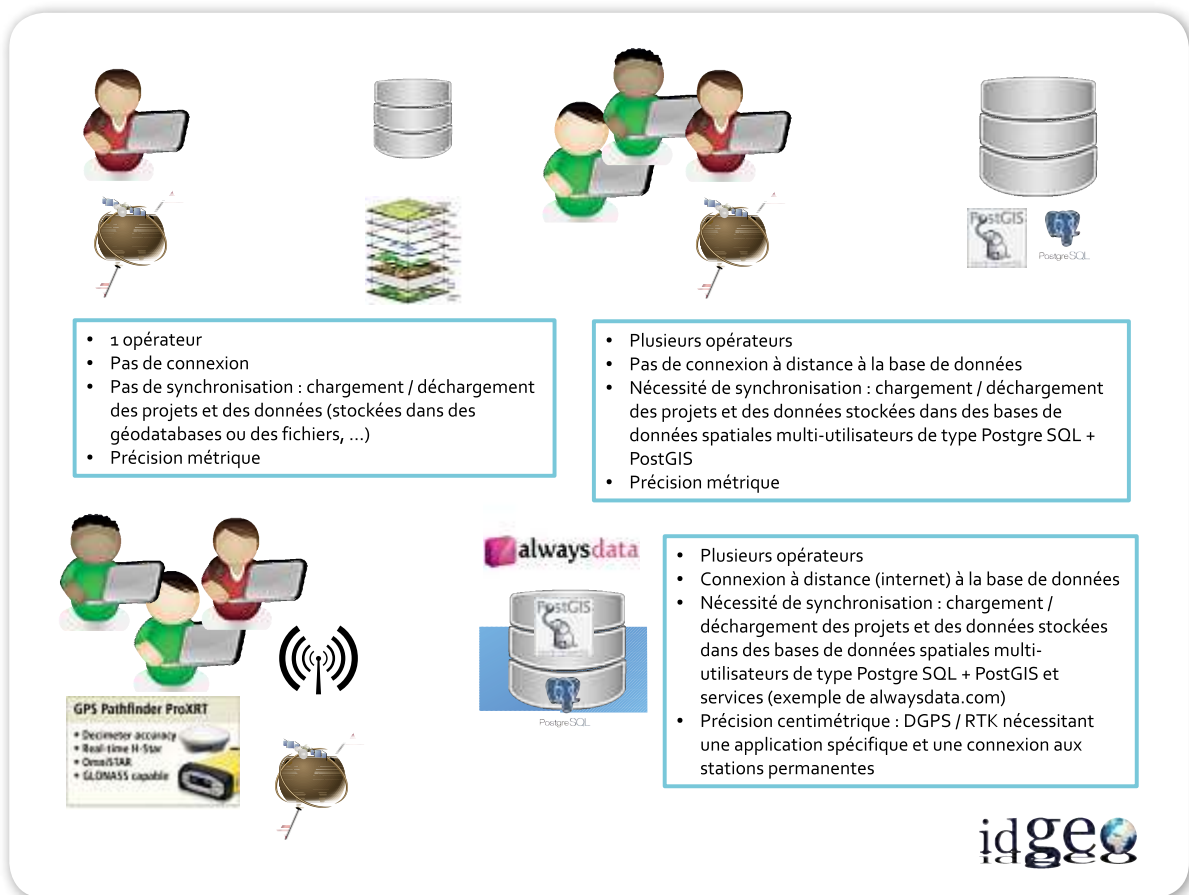 PostGIS
PostgreSQL
• 1 opérateur
• Pas de connexion
• Pas de synchronisation : chargement / déchargement
des projets et des données (stockées dans des
géodatabases ou des fichiers, …)
• Précision métrique
• Plusieurs opérateurs
• Pas de connexion à distance à la base de données
• Nécessité de synchronisation : chargement / déchargement
des projets et des données stockées dans des bases de
données spatiales multi-utilisateurs de type Postgre SQL +
PostGIS
• Précision métrique
alwaysdata
PostGIS
PostgreSQL
• Plusieurs opérateurs
• Connexion à distance (internet) à la base de données
• Nécessité de synchronisation : chargement /
déchargement des projets et des données stockées
dans des bases de données spatiales multi-
utilisateurs de type Postgre SQL + PostGIS et
services (exemple de alwaysdata.com)
• Précision centimétrique : DGPS / RTK nécessitant
une application spécifique et une connexion aux
stations permanentes
GPS Pathfinder ProXRT
• Decimeter accuracy
• Real-time H-Star
• OmniSTAR
• GLONASS capable
idgeo